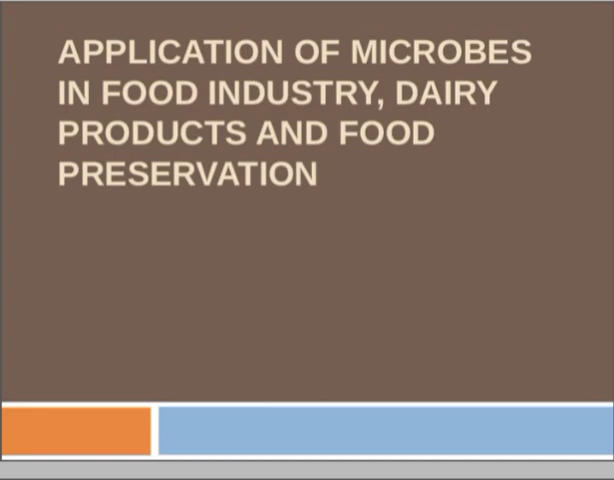 APPLICATION OF MICROBES
IN FOOD INDUSTRY, DAIRY
PRODUCTS AND FOOD
PRESERVATION